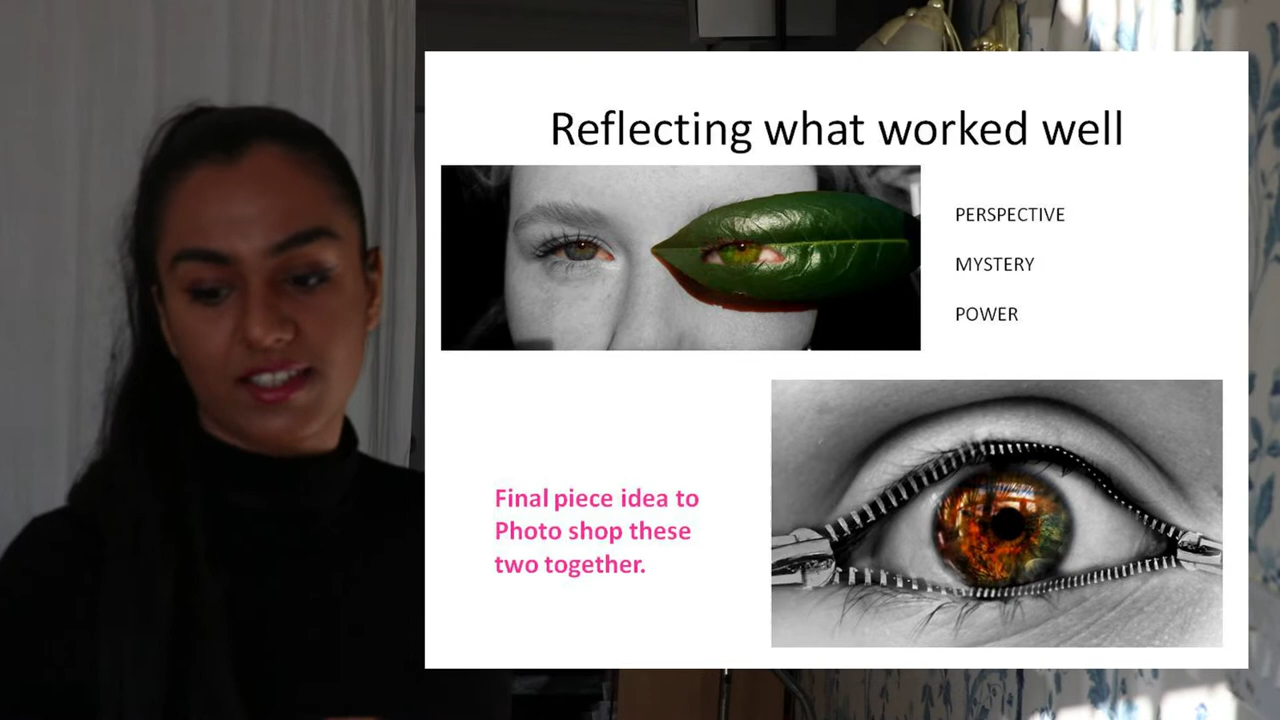 Reflecting what worked well
PERSPECTIVE
MYSTERY
POWER
Final piece idea to
Photo shop these
two together.